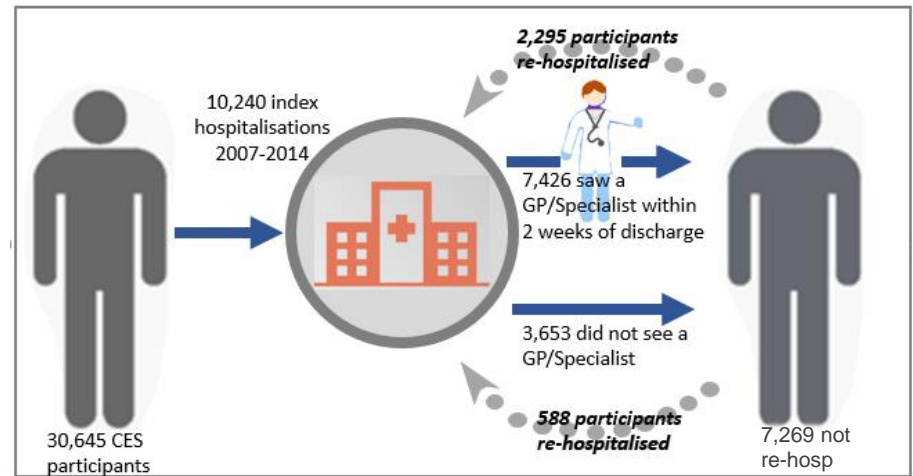 2,295 participants
re-hospitalised
10,240 index
hospitalisations
2007-2014
7,426 saw a
GP/Specialist within
2 weeks of discharge
3,653 did not see a
GP/Specialist
588 participants
re-hospitalised
30,645 CES
participants
7,269 not
re-hosp